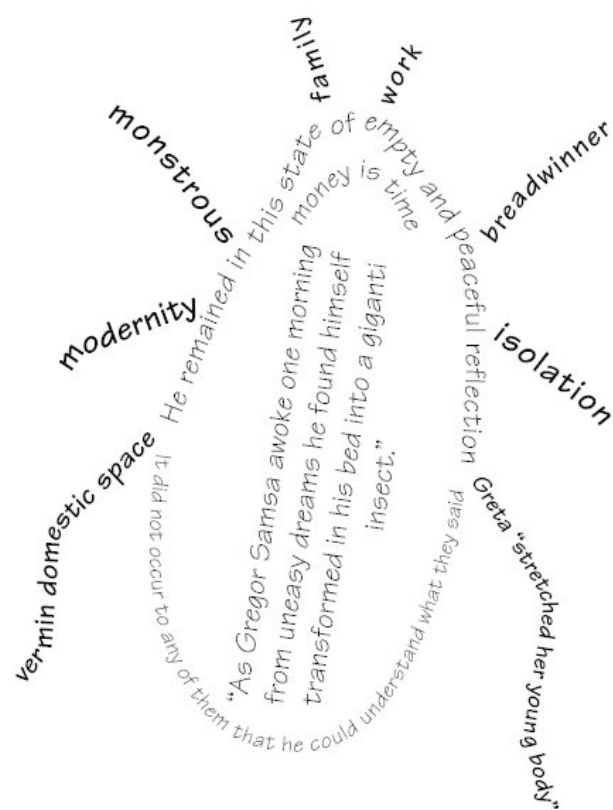 family
work
monstrous
breadwinner
modernity
isolation
vermin domestic space
Greta "stretched her young body"
He remained in this state of empty and peaceful reflection
money is time
"As Gregor Samsa awoke one morning
from uneasy dreams he found himself
transformed in his bed into a giganti
insect."
It did not occur to any of them that he could understand what they said